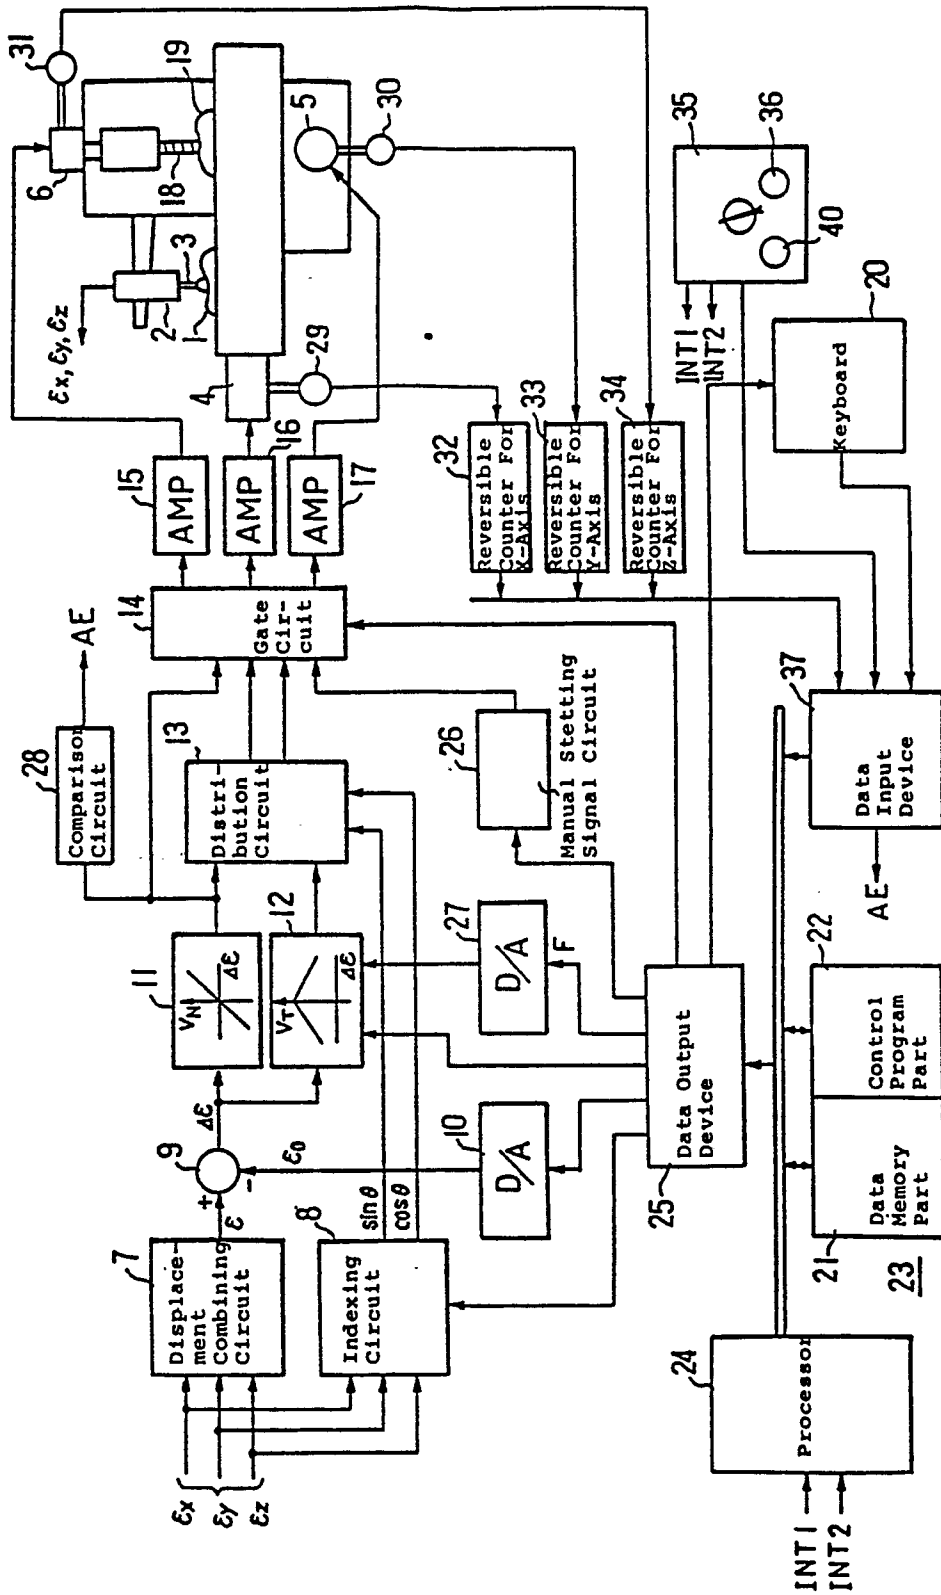 εx
εy
εz
7
Displace-
ment
Combining
Circuit
ε
+
-
9
Δε
ε0
8
Indexing
Circuit
sinθ
cosθ
10
D/A
11
VN
Δε
12
VT
Δε
27
D/A
F
28
Comparison
Circuit
AE
13
Distri-
bution
Circuit
26
Manual Stetting
Signal Circuit
14
Gate
Cir-
cuit
15
AMP
16
AMP
17
AMP
εx, εy, εz
1
2
3
4
5
6
18
19
29
30
31
32
Reversible
Counter For
X-Axis
33
Reversible
Counter For
Y-Axis
34
Reversible
Counter For
Z-Axis
25
Data Output
Device
INT1
INT2
35
36
40
20
Keyboard
24
Processor
INT1
INT2
21
Data
Memory
Part
22
Control
Program
Part
23
37
Data
Input
Device
AE